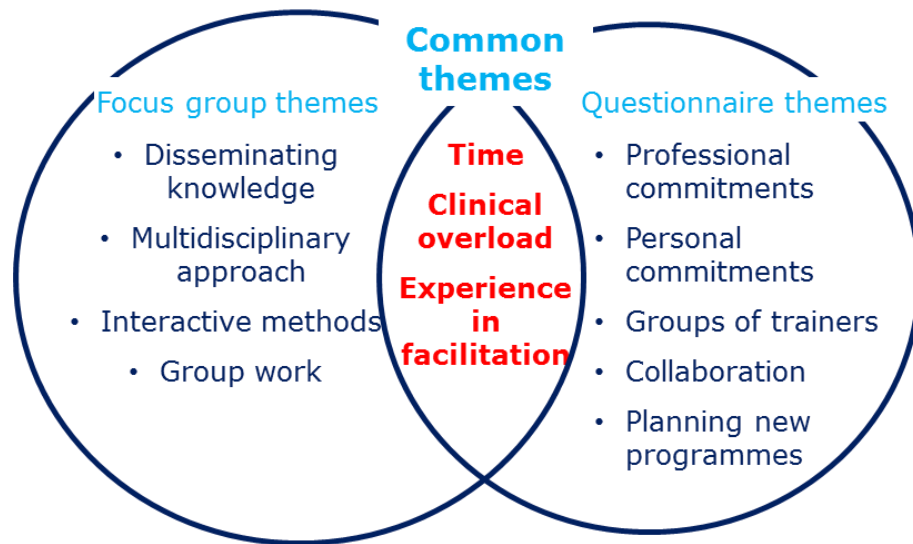 Common
themes
Focus group themes
• Disseminating
knowledge
• Multidisciplinary
approach
• Interactive methods
• Group work
Time
Clinical
overload
Experience
in
facilitation
Questionnaire themes
• Professional
commitments
• Personal
commitments
• Groups of trainers
• Collaboration
• Planning new
programmes